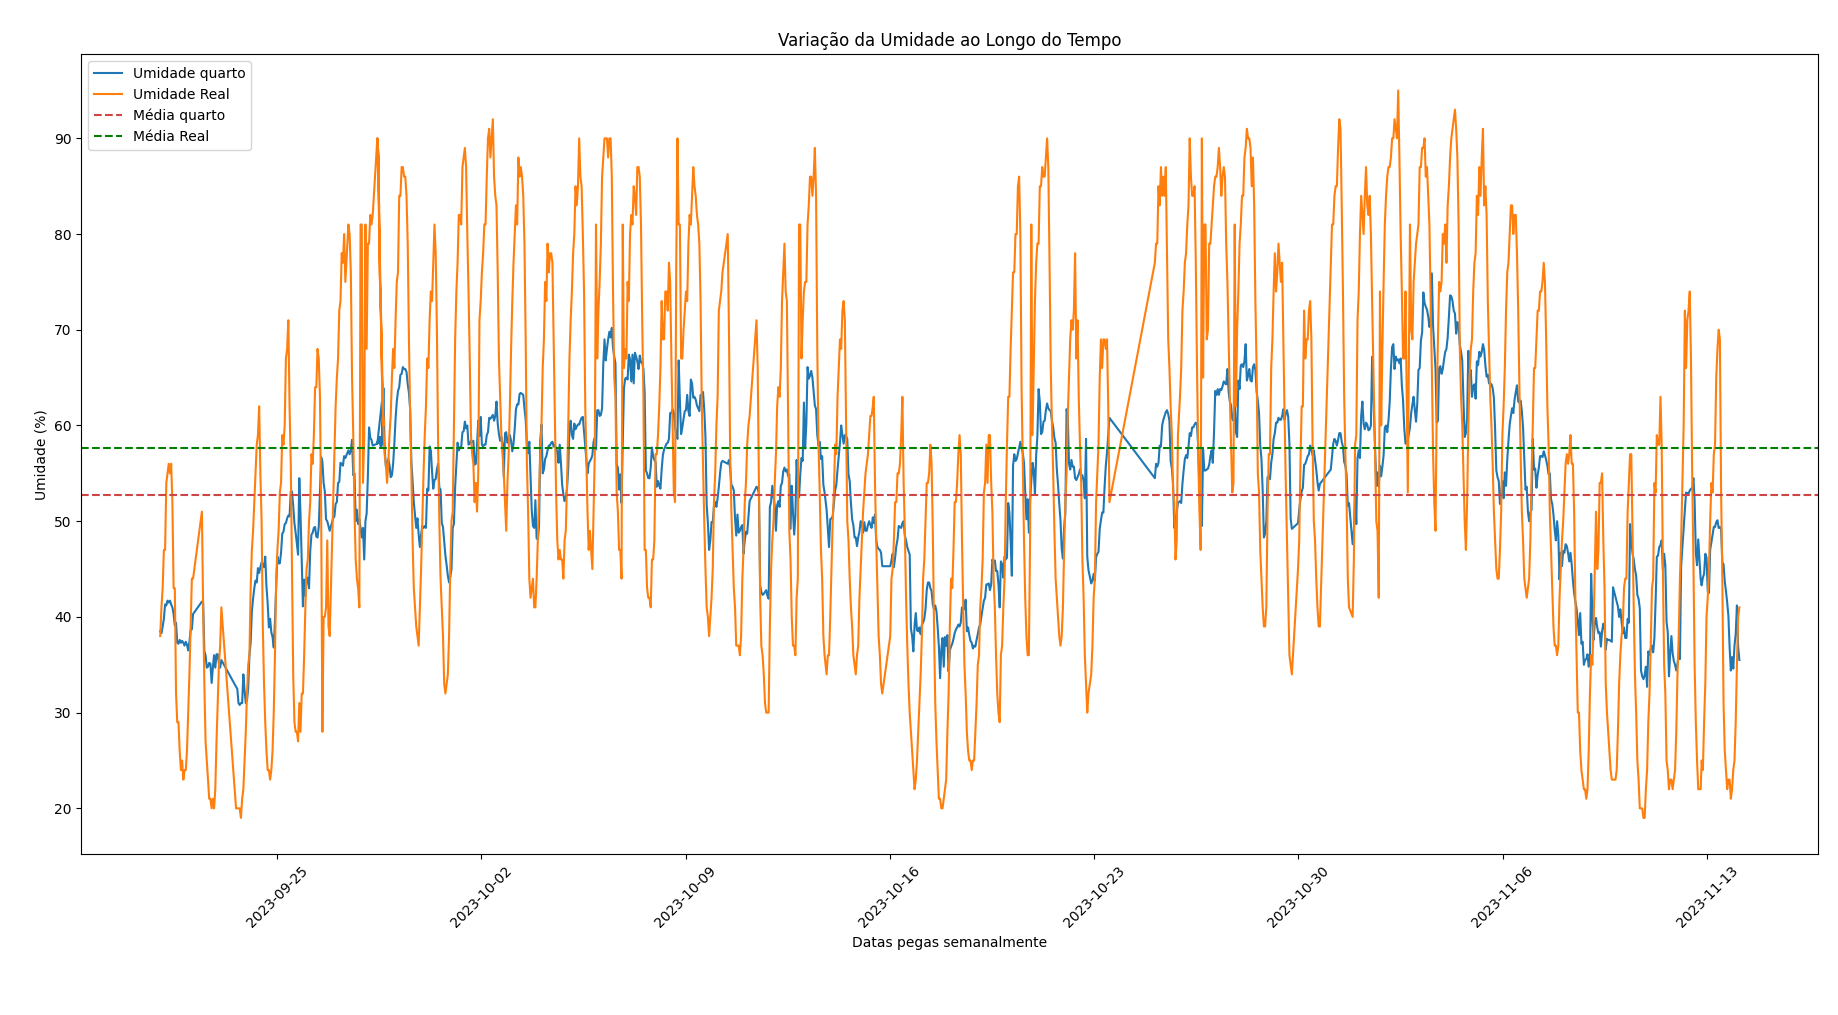 Variação da Umidade ao Longo do Tempo
Umidade quarto
Umidade Real
Média quarto
Média Real
Umidade (%)
90
80
70
60
50
40
30
20
2023-09-25
2023-10-02
2023-10-09
2023-10-16
2023-10-23
2023-10-30
2023-11-06
2023-11-13
Datas pegas semanalmente